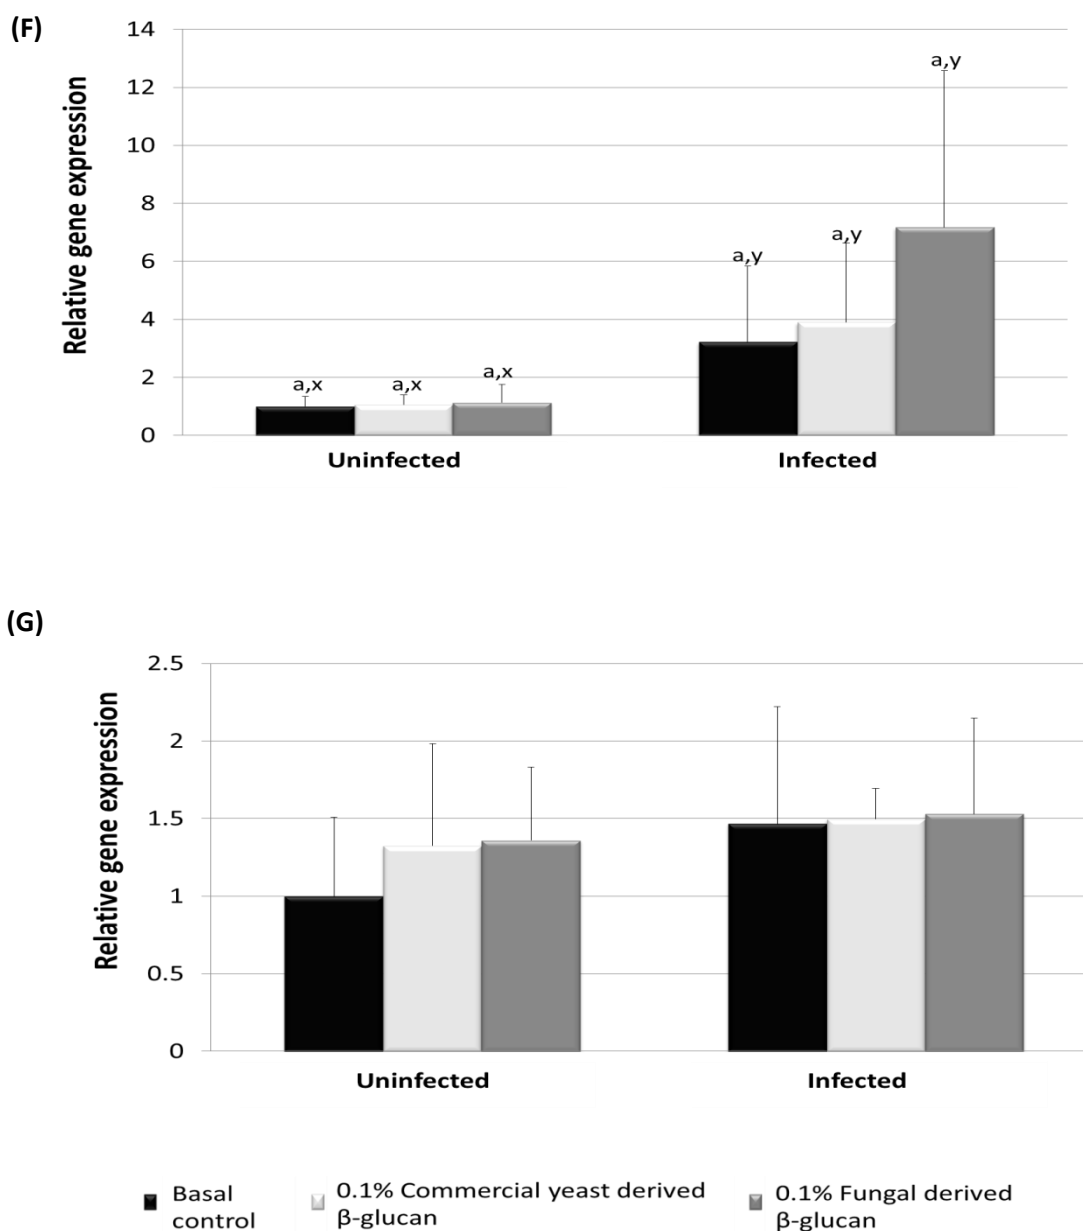 (F)
Relative gene expression
14
12
10
8
6
4
2
0
a,x
a,x
a,x
a,y
a,y
a,y
Uninfected
Infected
(G)
Relative gene expression
2.5
2
1.5
1
0.5
0
Uninfected
Infected
Basal
control
0.1% Commercial yeast derived
β-glucan
0.1% Fungal derived
β-glucan